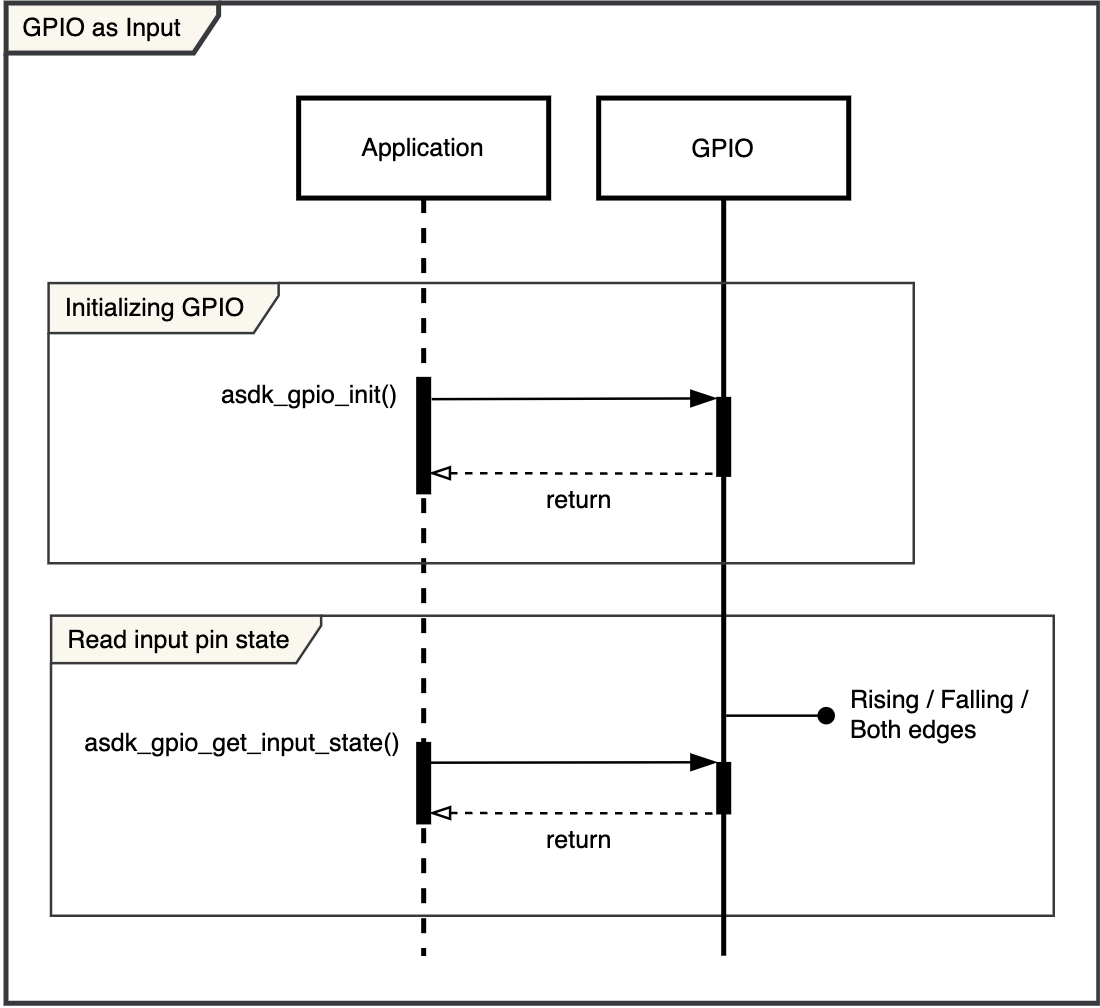 GPIO as Input
Application
GPIO
Initializing GPIO
asdk_gpio_init()
return
Read input pin state
Rising / Falling /
Both edges
asdk_gpio_get_input_state()
return